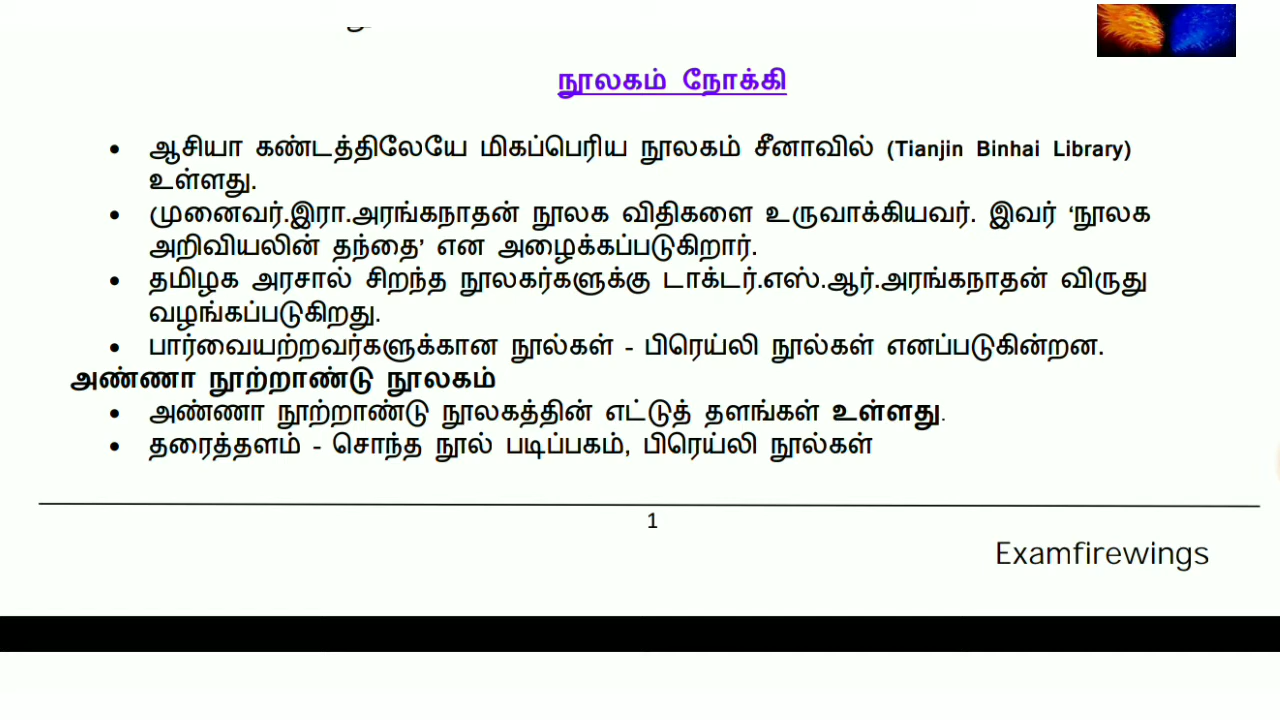 நூலகம் நோக்கி
• ஆசியா கண்டத்திலேயே மிகப்பெரிய நூலகம் சீனாவில் (Tianjin Binhai Library)
உள்ளது.
• முனைவர்.இரா.அரங்கநாதன் நூலக விதிகளை உருவாக்கியவர். இவர் ‘நூலக
அறிவியலின் தந்தை’ என அழைக்கப்படுகிறார்.
• தமிழக அரசால் சிறந்த நூலகர்களுக்கு டாக்டர்.எஸ்.ஆர்.அரங்கநாதன் விருது
வழங்கப்படுகிறது.
• பார்வையற்றவர்களுக்கான நூல்கள் - பிரெய்லி நூல்கள் எனப்படுகின்றன.
அண்ணா நூற்றாண்டு நூலகம்
• அண்ணா நூற்றாண்டு நூலகத்தின் எட்டுத் தளங்கள் உள்ளது.
• தரைத்தளம் - சொந்த நூல் படிப்பகம், பிரெய்லி நூல்கள்
1
Examfirewings